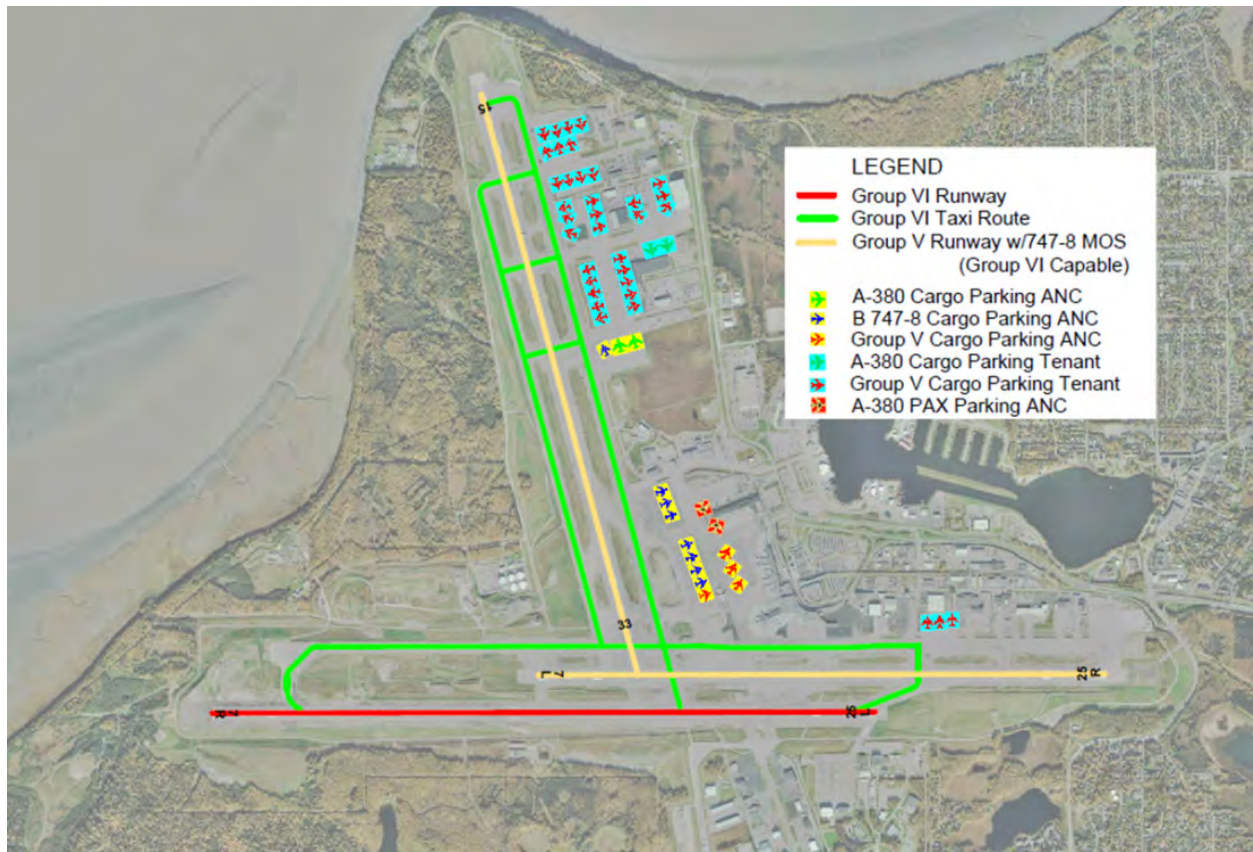 15
LEGEND
Group VI Runway
Group VI Taxi Route
Group V Runway w/747-8 MOS
(Group VI Capable)
A-380 Cargo Parking ANC
B 747-8 Cargo Parking ANC
Group V Cargo Parking ANC
A-380 Cargo Parking Tenant
Group V Cargo Parking Tenant
A-380 PAX Parking ANC
33
7
L
25
R
7
R
25
L